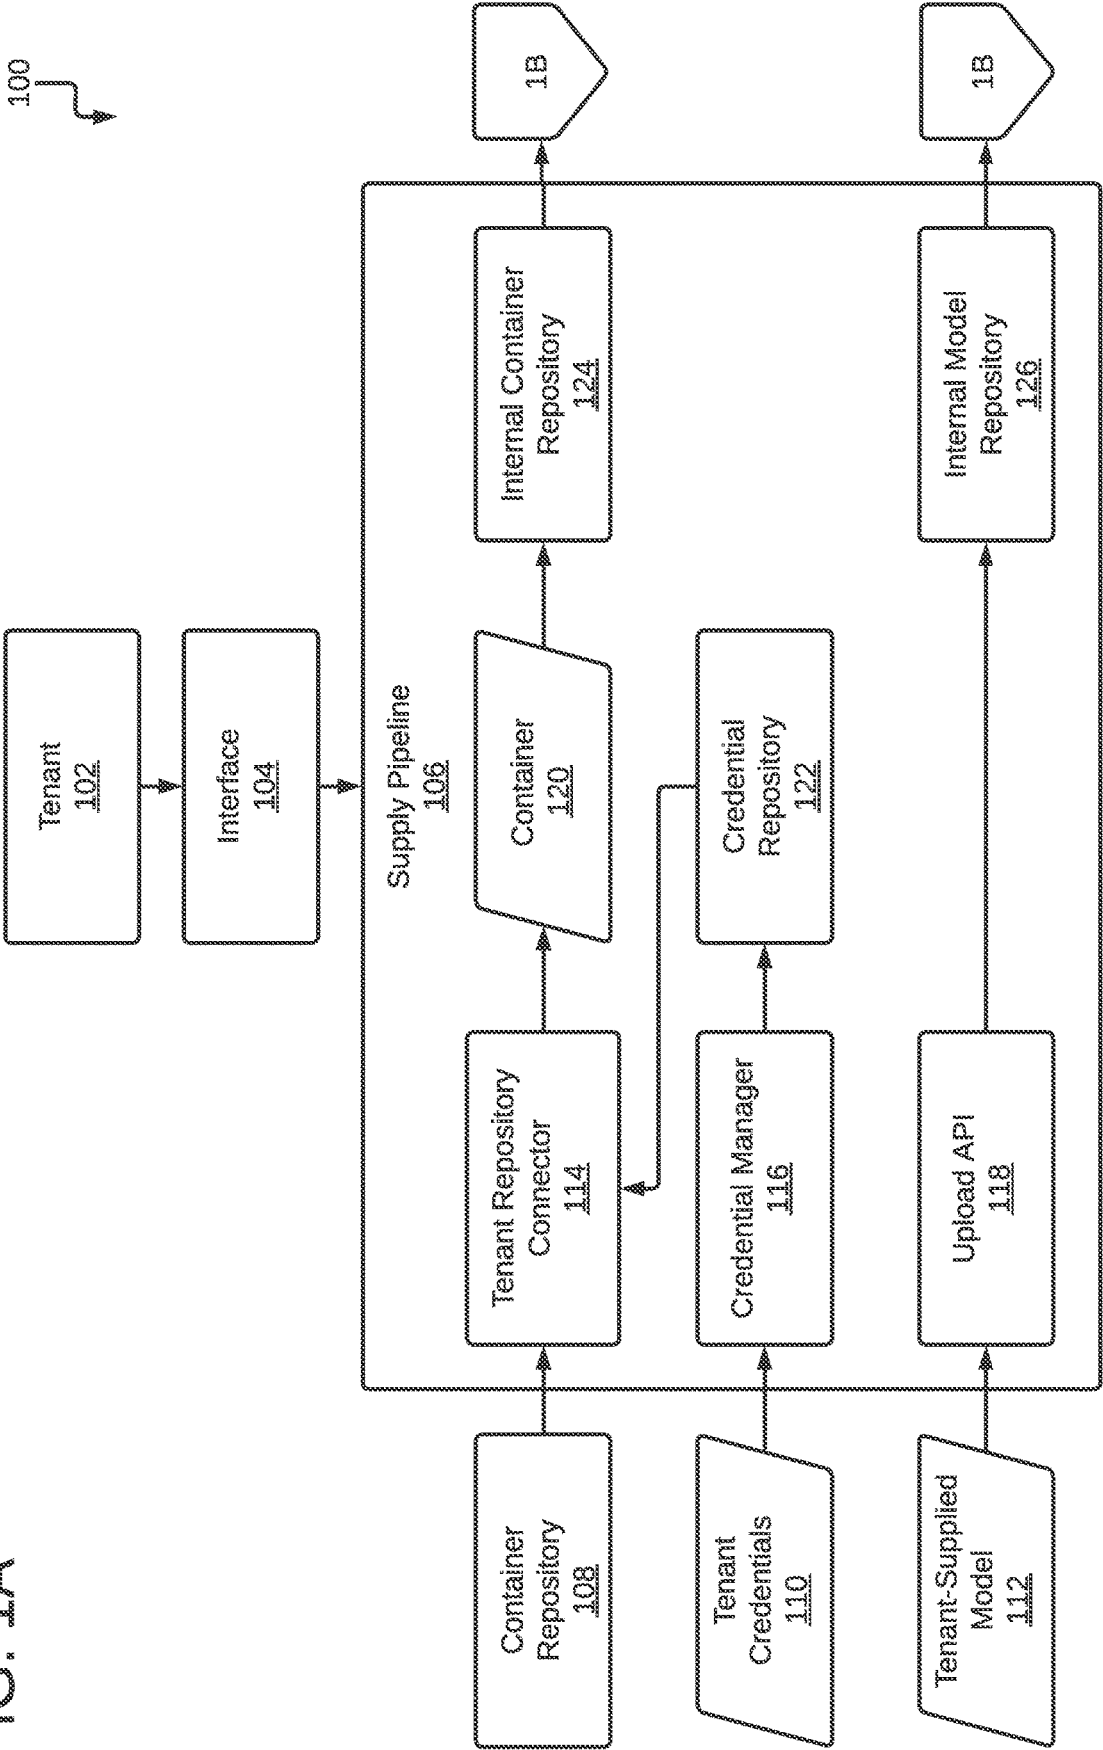 100
Tenant
102
Interface
104
Supply Pipeline
106
Container
Repository
108
Tenant Repository
Connector
114
Container
120
Internal Container
Repository
124
1B
Tenant
Credentials
110
Credential Manager
116
Credential
Repository
122
Tenant-Supplied
Model
112
Upload API
118
Internal Model
Repository
126
1B